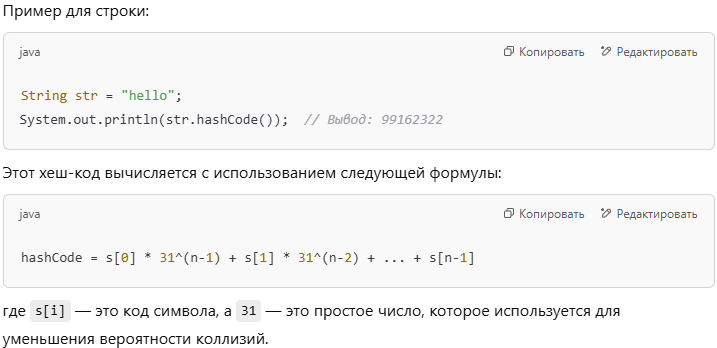 Пример для строки:
java
Копировать
Редактировать
String str = "hello";
System.out.println(str.hashCode());  // Вывод: 99162322
Этот хеш-код вычисляется с использованием следующей формулы:
java
Копировать
Редактировать
hashCode = s[0] * 31^(n-1) + s[1] * 31^(n-2) + ... + s[n-1]
где s[i] — это код символа, а 31 — это простое число, которое используется для
уменьшения вероятности коллизий.